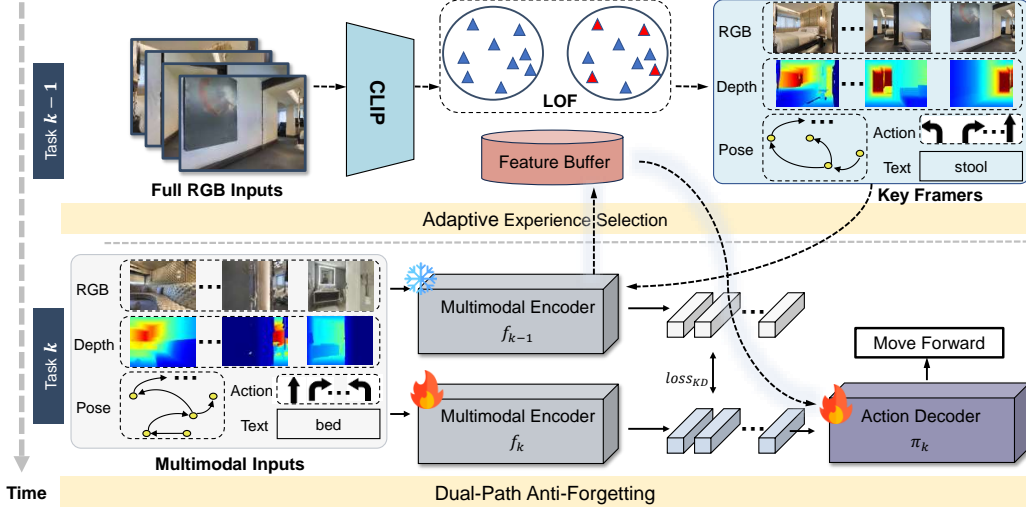 Task k − 1
Full RGB Inputs
CLIP
LOF
Feature Buffer
RGB
Depth
Pose
Action
Text
stool
Key Framers
Adaptive Experience Selection
Task k
RGB
Depth
Pose
Action
Text
bed
Multimodal Inputs
Multimodal Encoder
f_{k−1}
Multimodal Encoder
f_k
loss_{KD}
Move Forward
Action Decoder
π_k
Time
Dual-Path Anti-Forgetting